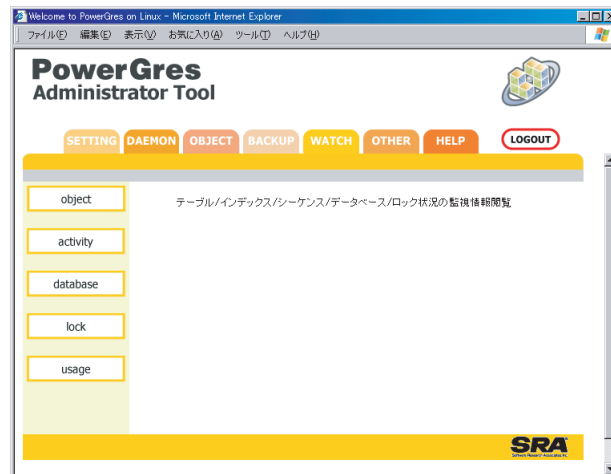 Welcome to PowerGres on Linux - Microsoft Internet Explorer
ファイル(F) 編集(E) 表示(V) お気に入り(A) ツール(T) ヘルプ(H)
PowerGres
Administrator Tool
SETTING DAEMON OBJECT BACKUP WATCH OTHER HELP LOGOUT
object
テーブル/インデックス/シーケンス/データベース/ロック状況の監視情報閲覧
activity
database
lock
usage
SRA
Software Research Associates, Inc.